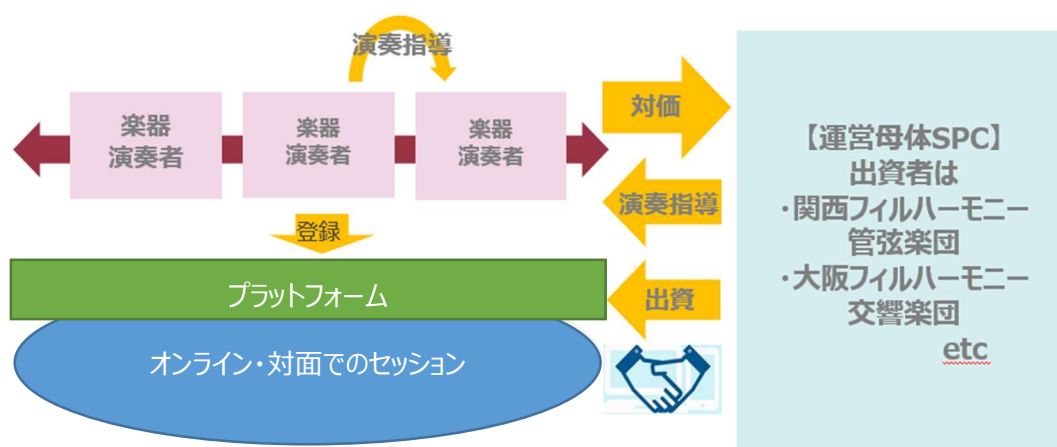 演奏指導
楽器
演奏者
楽器
演奏者
楽器
演奏者
対価
演奏指導
登録
プラットフォーム
出資
オンライン・対面でのセッション
【運営母体SPC】
出資者は
・関西フィルハーモニー
管弦楽団
・大阪フィルハーモニー
交響楽団
etc